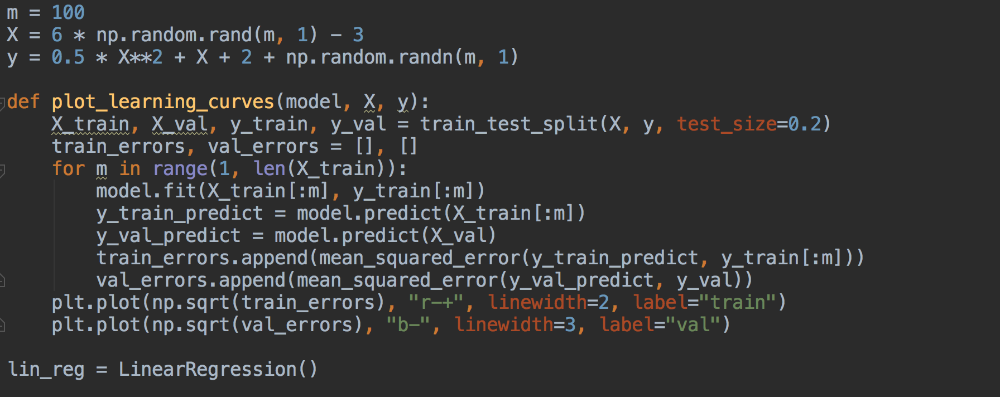 m = 100
X = 6 * np.random.rand(m, 1) - 3
y = 0.5 * X**2 + X + 2 + np.random.randn(m, 1)
def plot_learning_curves(model, X, y):
    X_train, X_val, y_train, y_val = train_test_split(X, y, test_size=0.2)
    train_errors, val_errors = [], []
    for m in range(1, len(X_train)):
        model.fit(X_train[:m], y_train[:m])
        y_train_predict = model.predict(X_train[:m])
        y_val_predict = model.predict(X_val)
        train_errors.append(mean_squared_error(y_train_predict, y_train[:m]))
        val_errors.append(mean_squared_error(y_val_predict, y_val))
    plt.plot(np.sqrt(train_errors), "r-+", linewidth=2, label="train")
    plt.plot(np.sqrt(val_errors), "b-", linewidth=3, label="val")
lin_reg = LinearRegression()